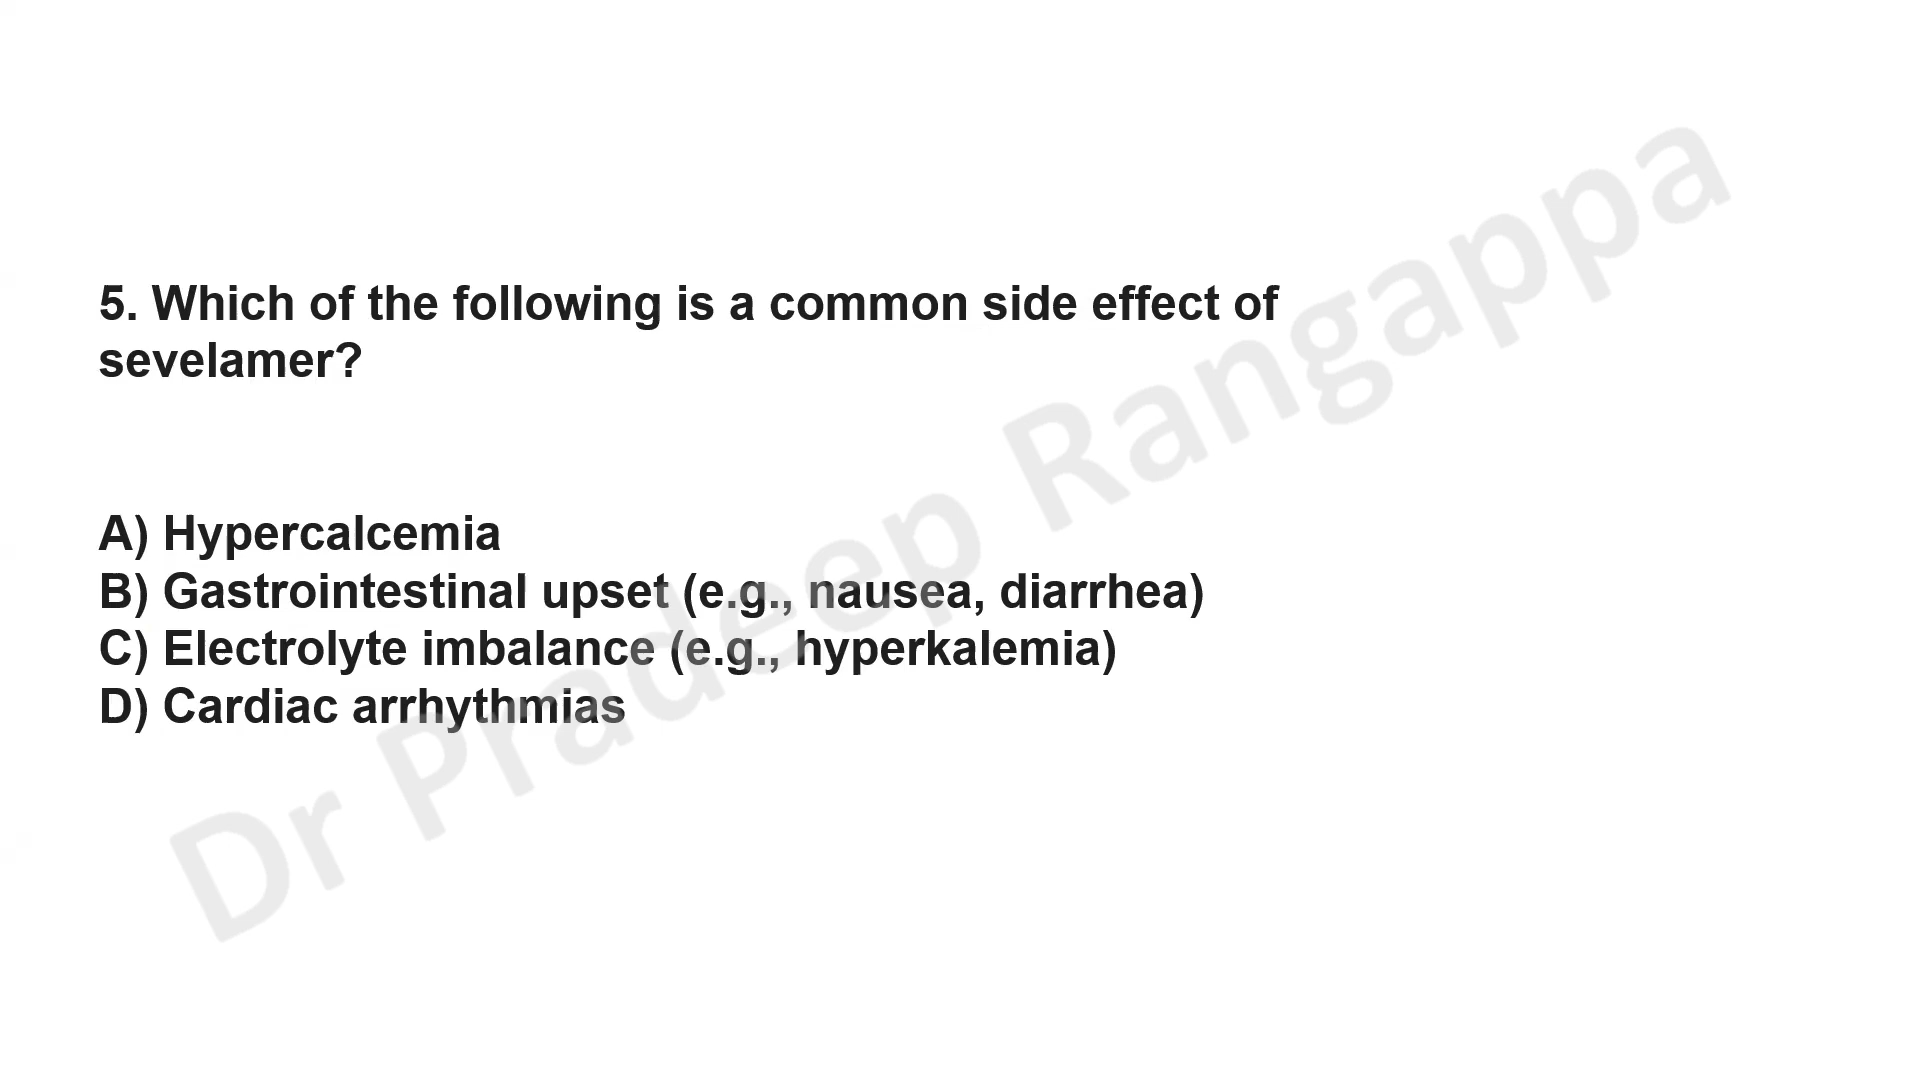 5. Which of the following is a common side effect of
sevelamer?
A) Hypercalcemia
B) Gastrointestinal upset (e.g., nausea, diarrhea)
C) Electrolyte imbalance (e.g., hyperkalemia)
D) Cardiac arrhythmias
Dr Pradeep Rangappa